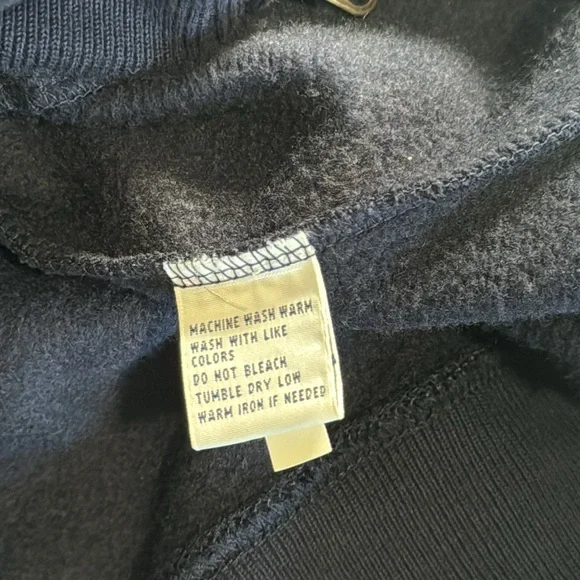 MACHINE WASH WARM
WASH WITH LIKE
COLORS
DO NOT BLEACH
TUMBLE DRY LOW
WARM IRON IF NEEDED